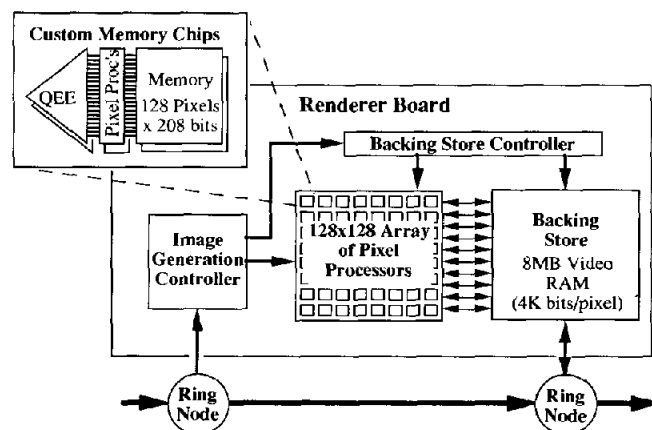 Custom Memory Chips
QEE
Pixel Proc's
Memory
128 Pixels
x 208 bits
Renderer Board
Backing Store Controller
Image
Generation
Controller
128x128 Array
of Pixel
Processors
Backing
Store
8MB Video
RAM
(4K bits/pixel)
Ring
Node
Ring
Node